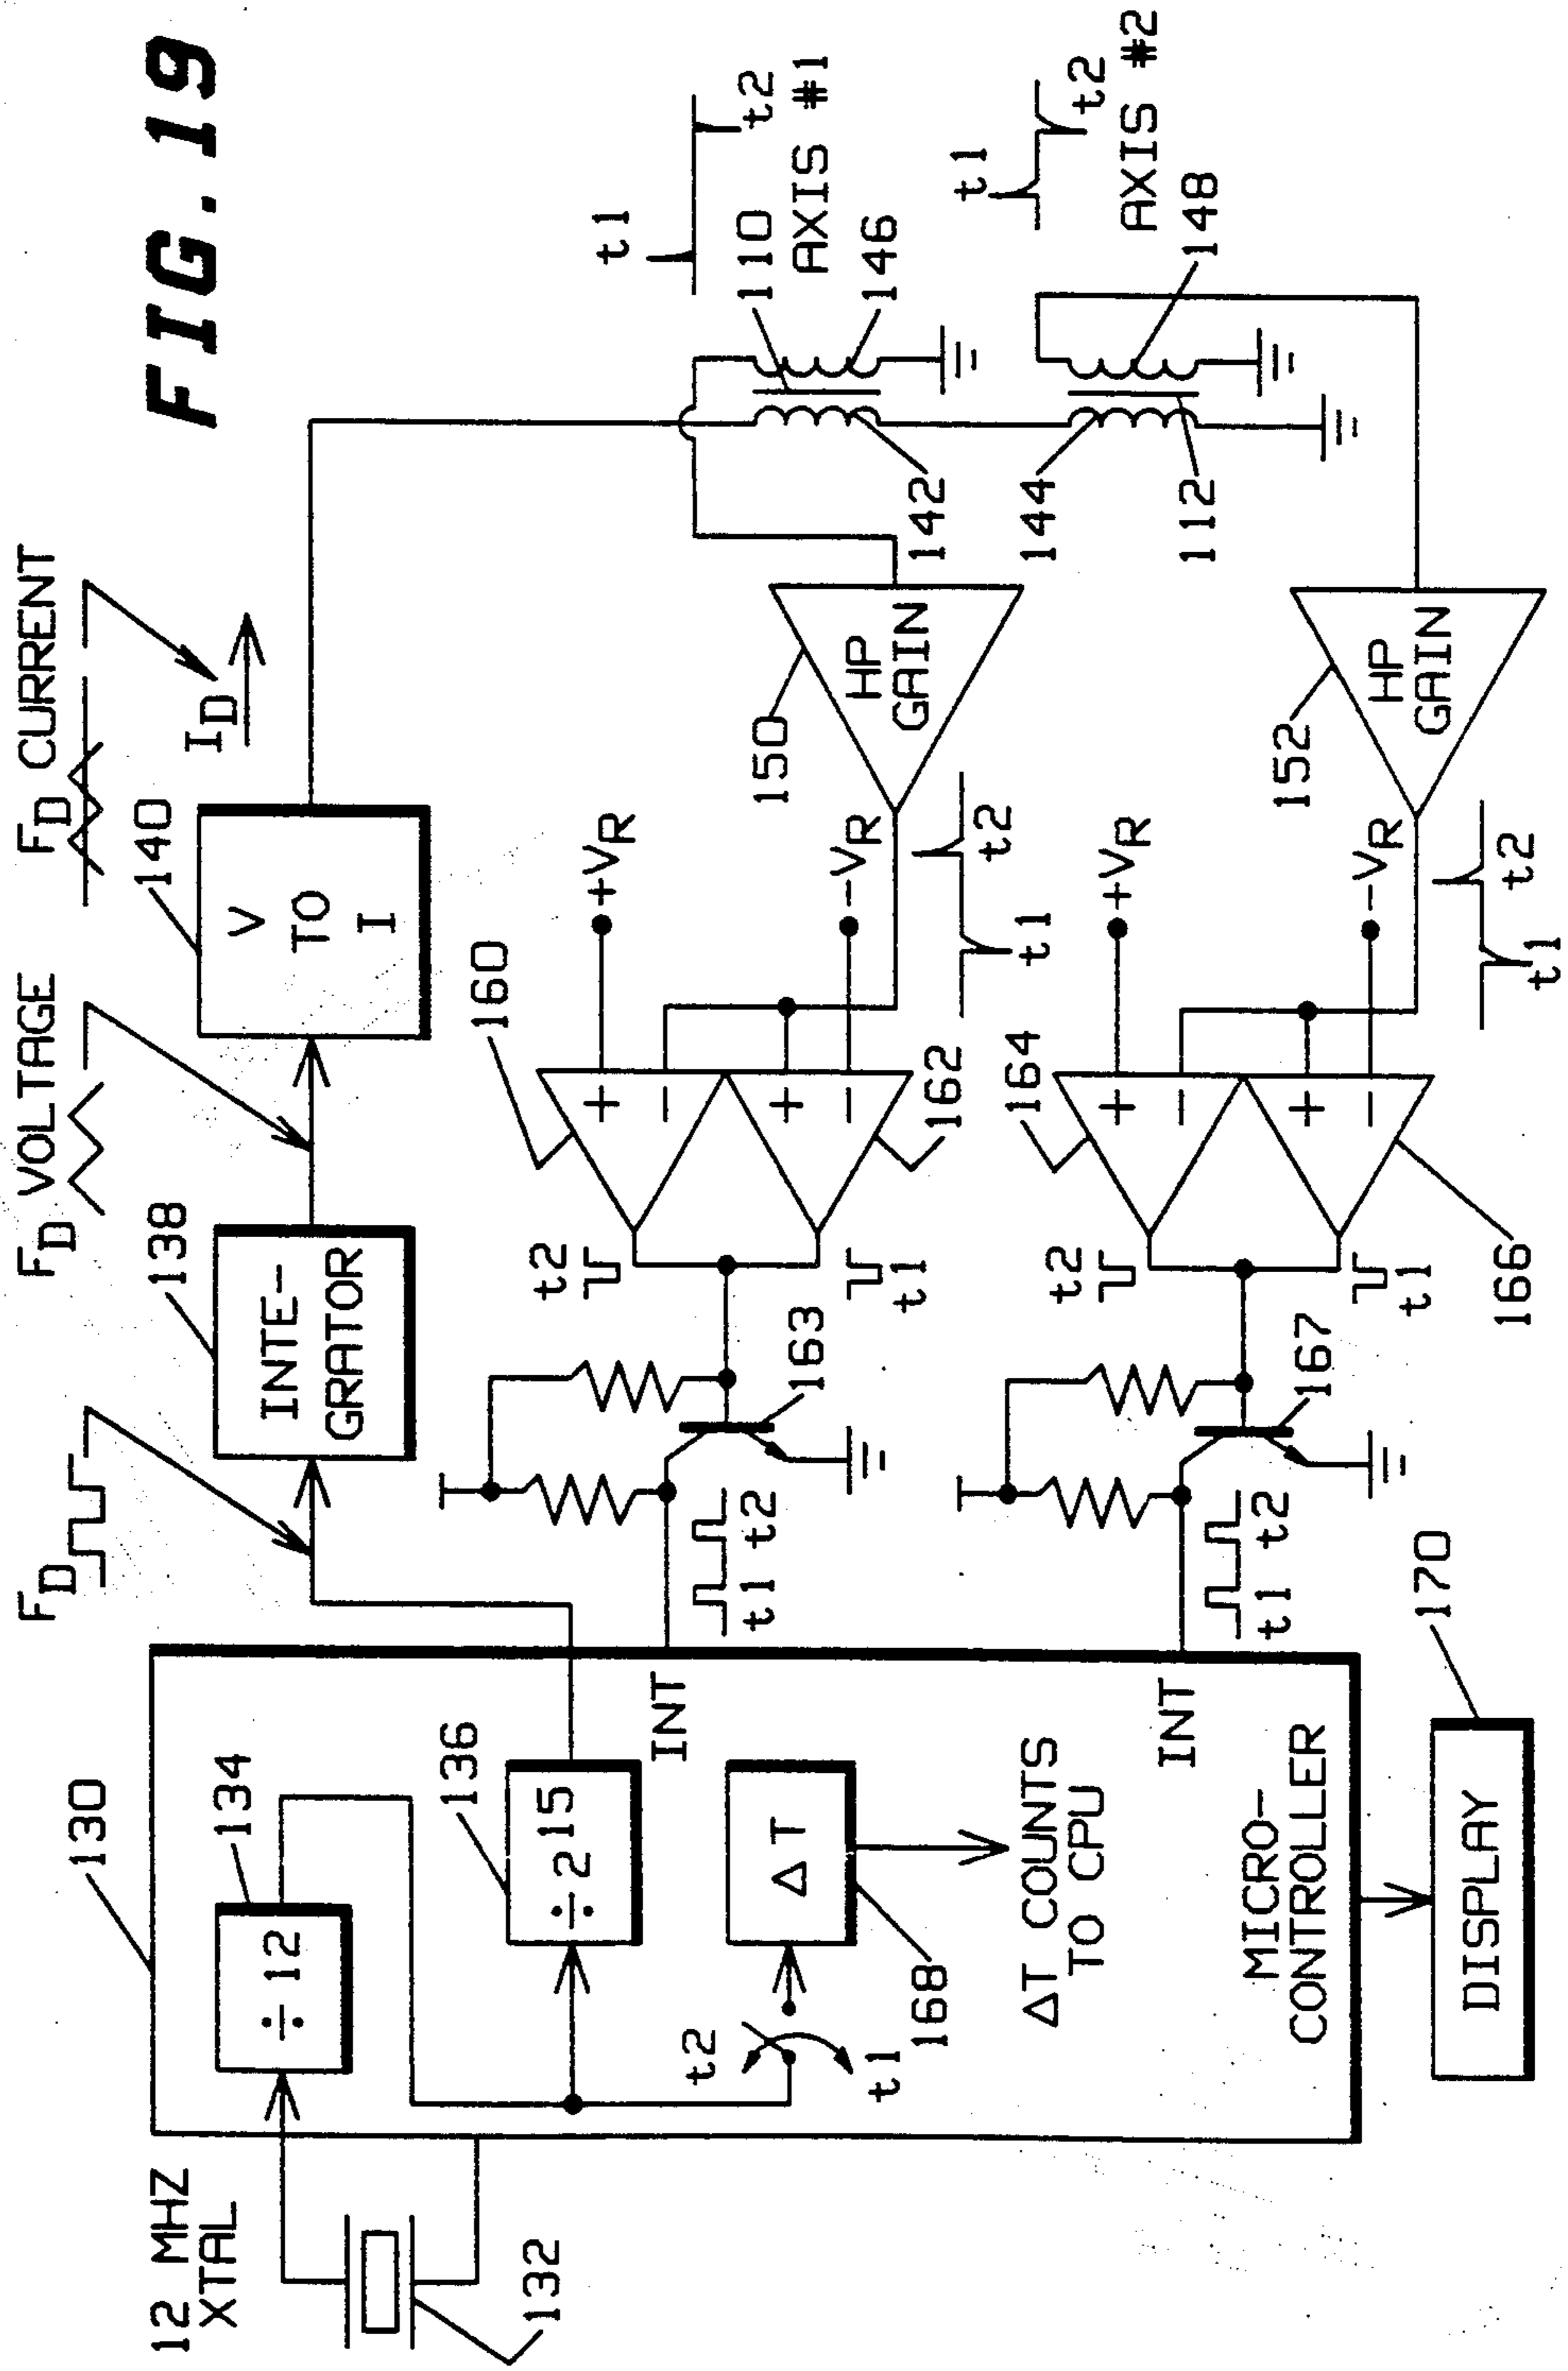 FIG. 19
FD VOLTAGE
FD CURRENT
FD
ID
12 MHZ
XTAL
132
130
134
÷ 12
136
÷ 2 15
138
INTE-
GRATOR
140
V
TO
I
t1
t2
110
AXIS #1
146
142
t1
t2
AXIS #2
148
144
112
150
HP
GAIN
152
HP
GAIN
+VR
-VR
t1
t2
160
+
-
+
-
162
t2
t1
163
t1 t2
INT
+VR
-VR
t1
t2
164
+
-
+
-
166
t2
t1
167
t1 t2
INT
t2
t1
Δ T
168
ΔT COUNTS
TO CPU
MICRO-
CONTROLLER
170
DISPLAY